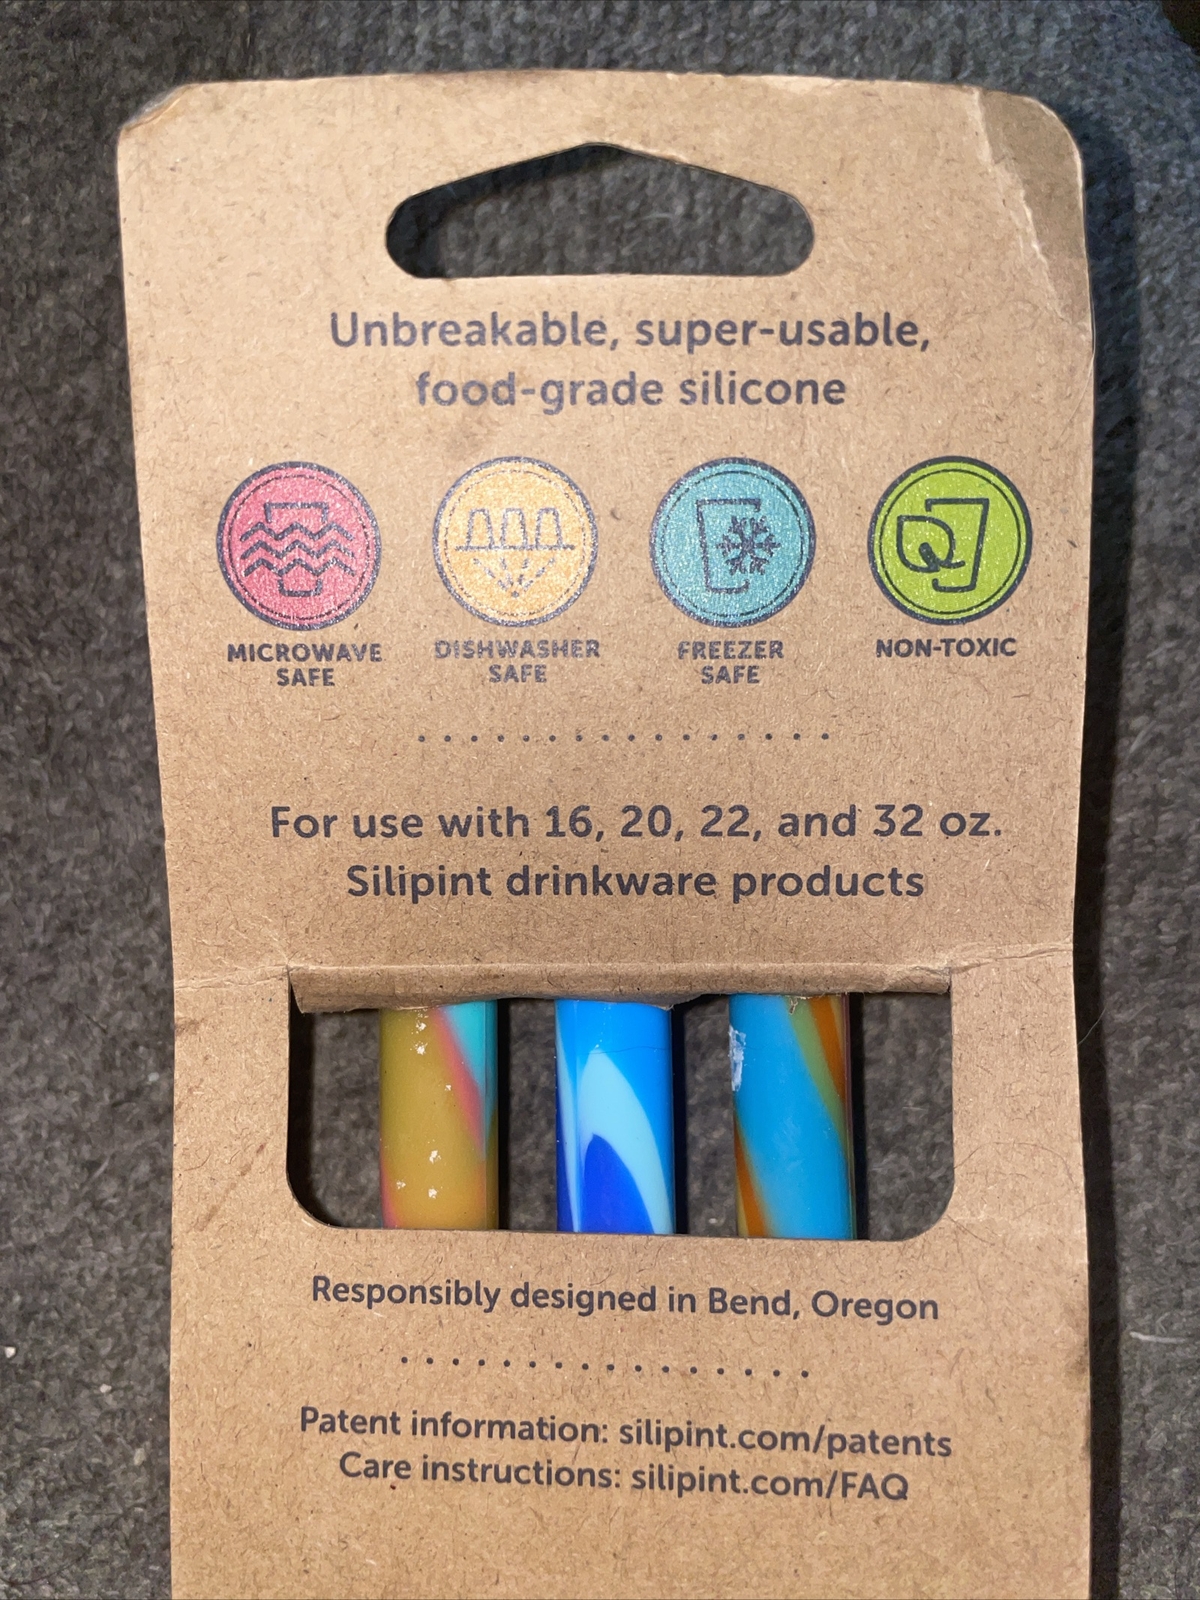 Unbreakable, super-usable,
food-grade silicone
MICROWAVE
SAFE
DISHWASHER
SAFE
FREEZER
SAFE
NON-TOXIC
For use with 16, 20, 22, and 32 oz.
Silipint drinkware products
Responsibly designed in Bend, Oregon
Patent information: silipint.com/patents
Care instructions: silipint.com/FAQ